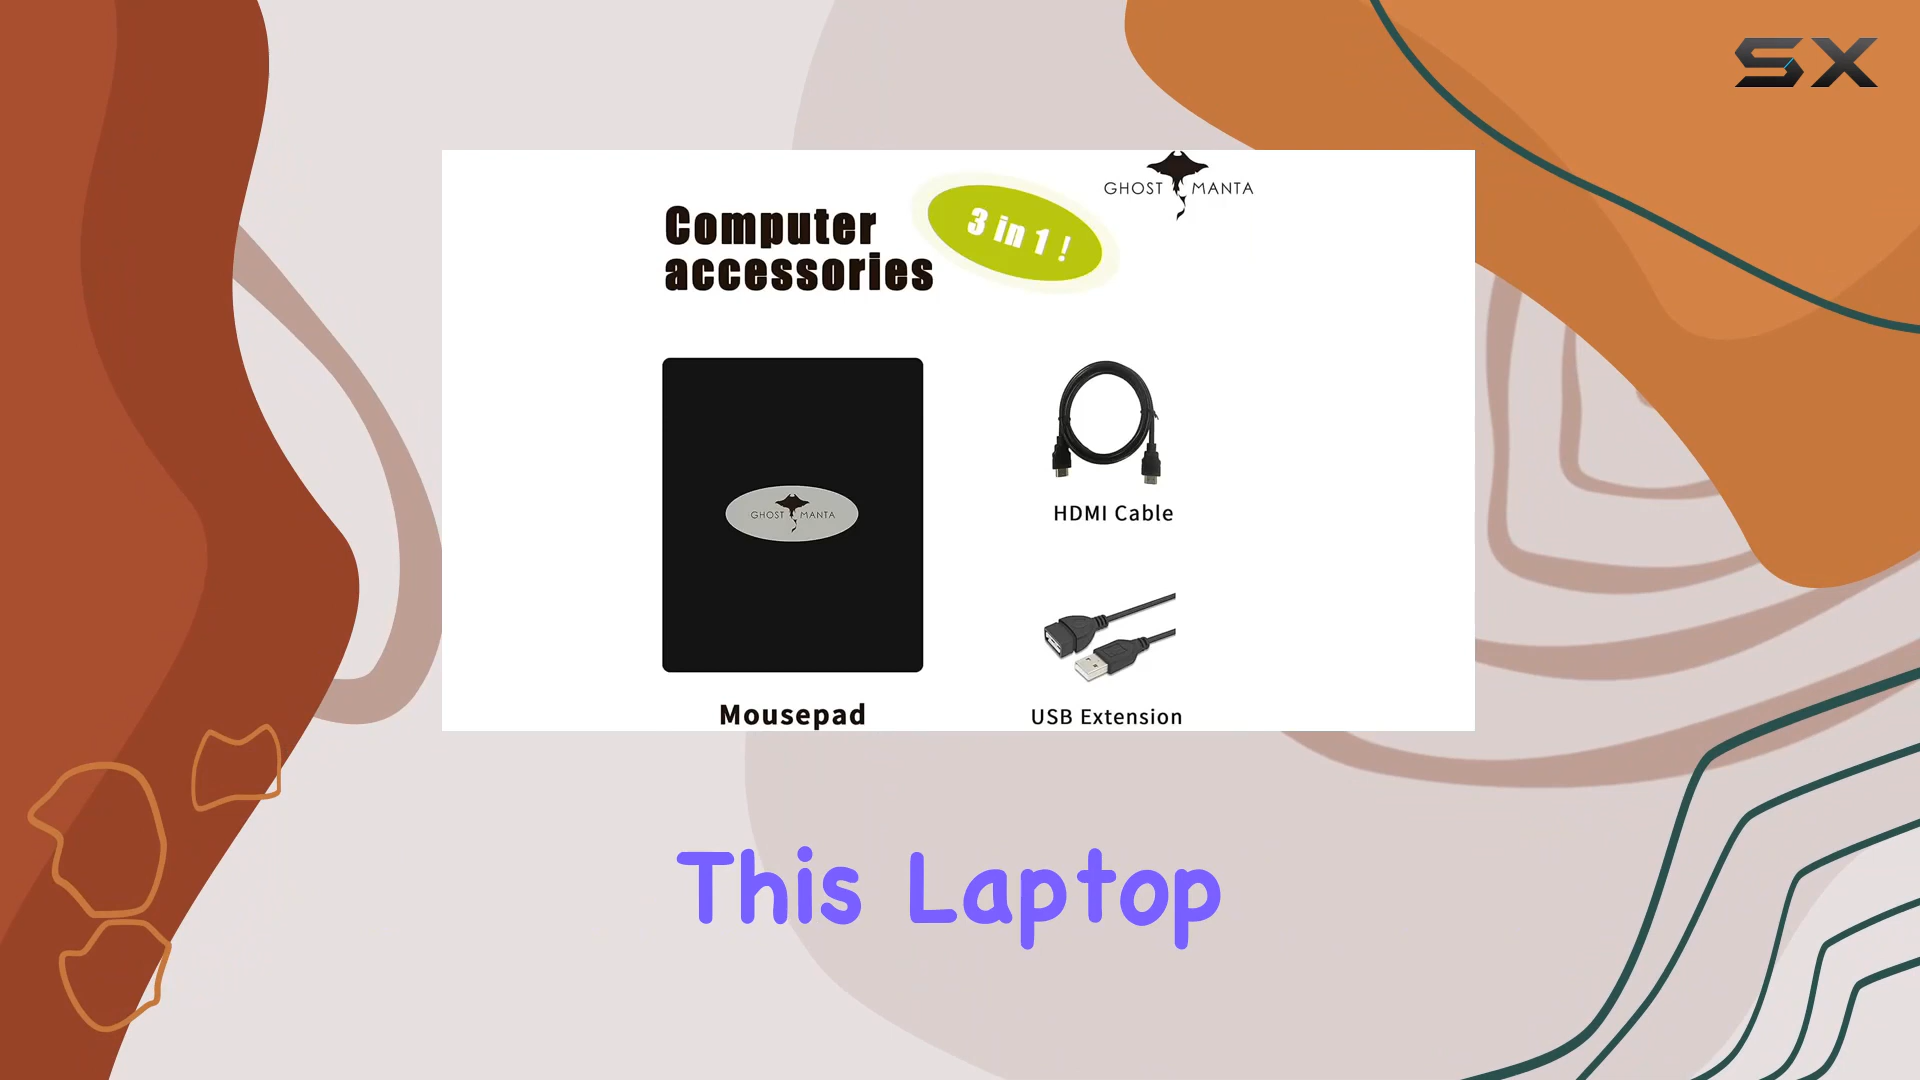 SX
GHOST MANTA
3 in 1 !
Computer
accessories
GHOST MANTA
HDMI Cable
Mousepad
USB Extension
This Laptop